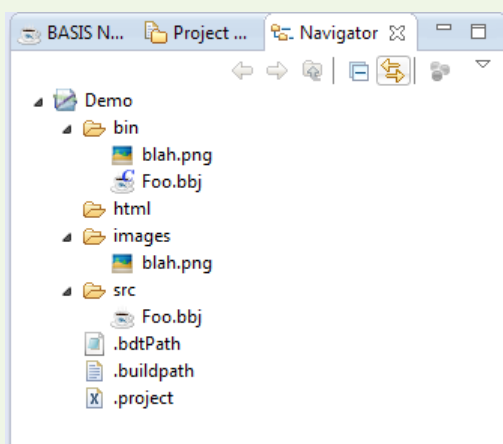 BASIS N... Project ... Navigator
Demo
bin
blah.png
Foo.bbj
html
images
blah.png
src
Foo.bbj
.bdtPath
.buildpath
.project